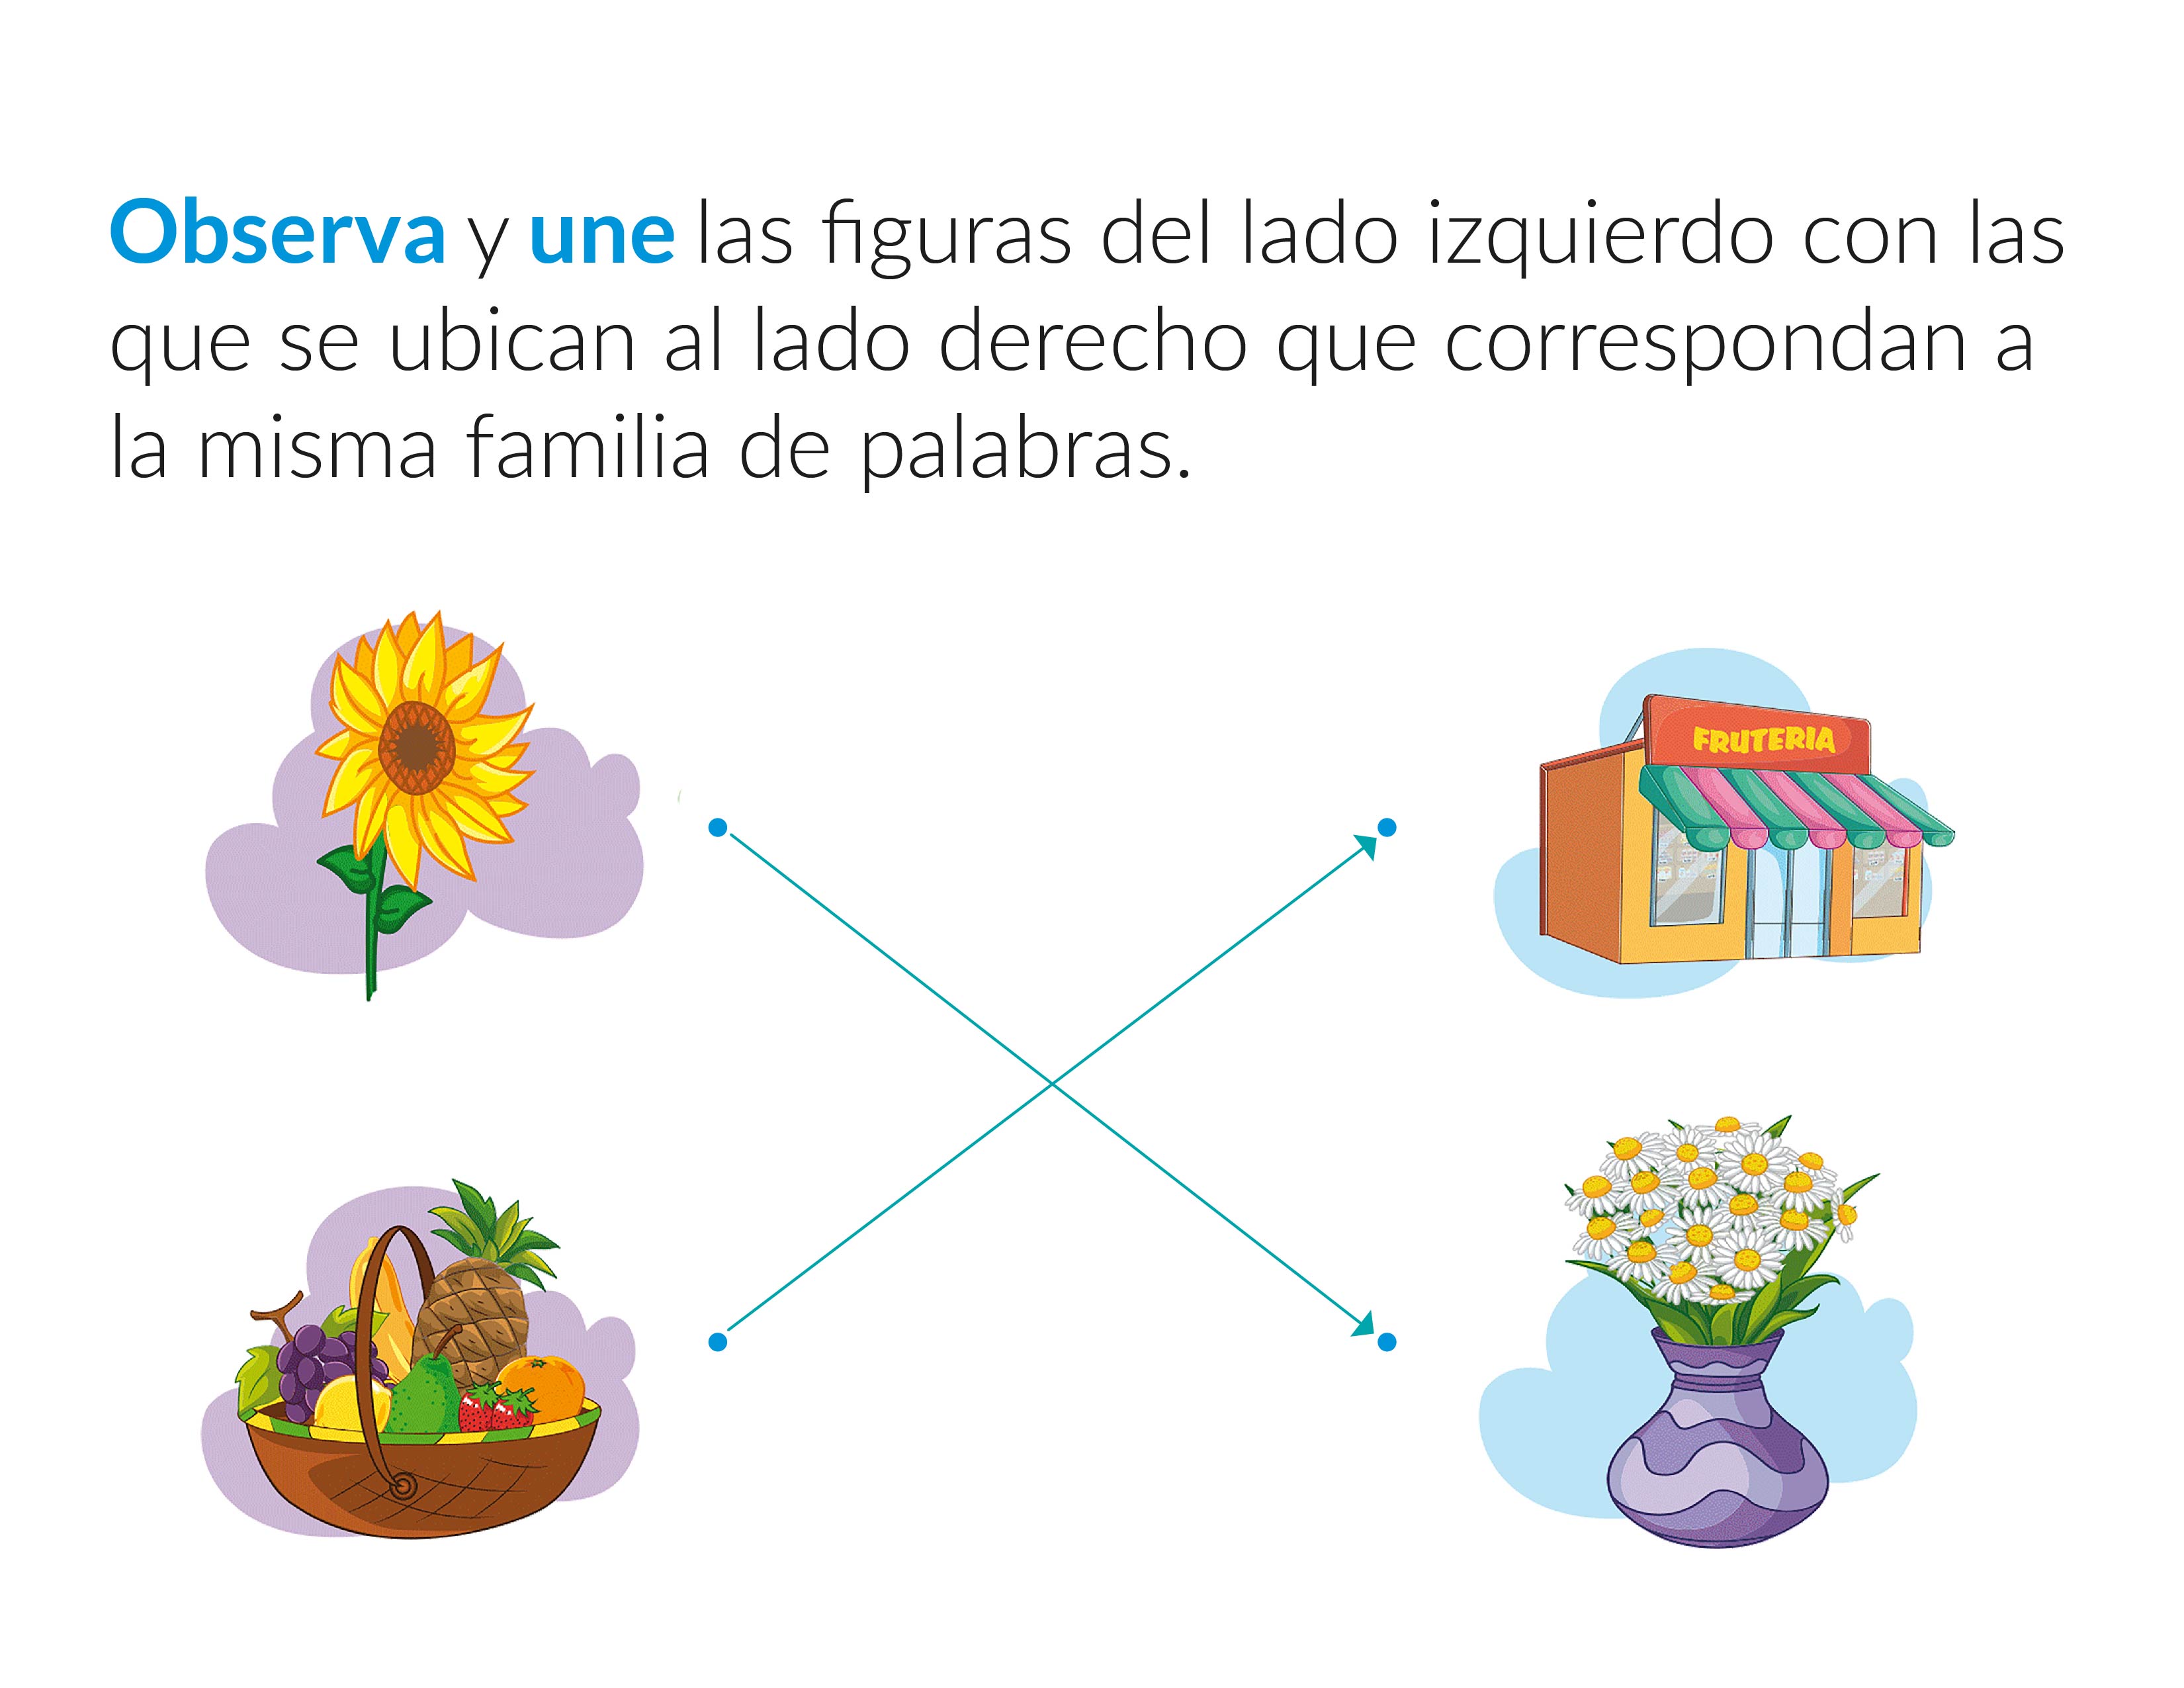 Observa y une las figuras del lado izquierdo con las
que se ubican al lado derecho que correspondan a
la misma familia de palabras.
FRUTERIA